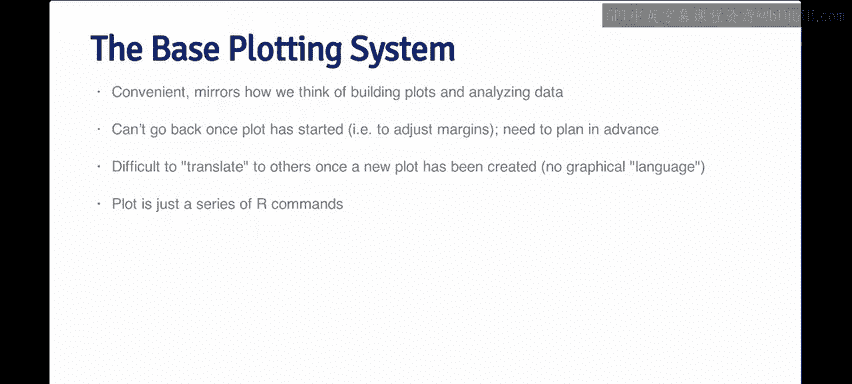 The Base Plotting System
· Convenient, mirrors how we think of building plots and analyzing data
· Can't go back once plot has started (i.e. to adjust margins); need to plan in advance
· Difficult to "translate" to others once a new plot has been created (no graphical "language")
· Plot is just a series of R commands